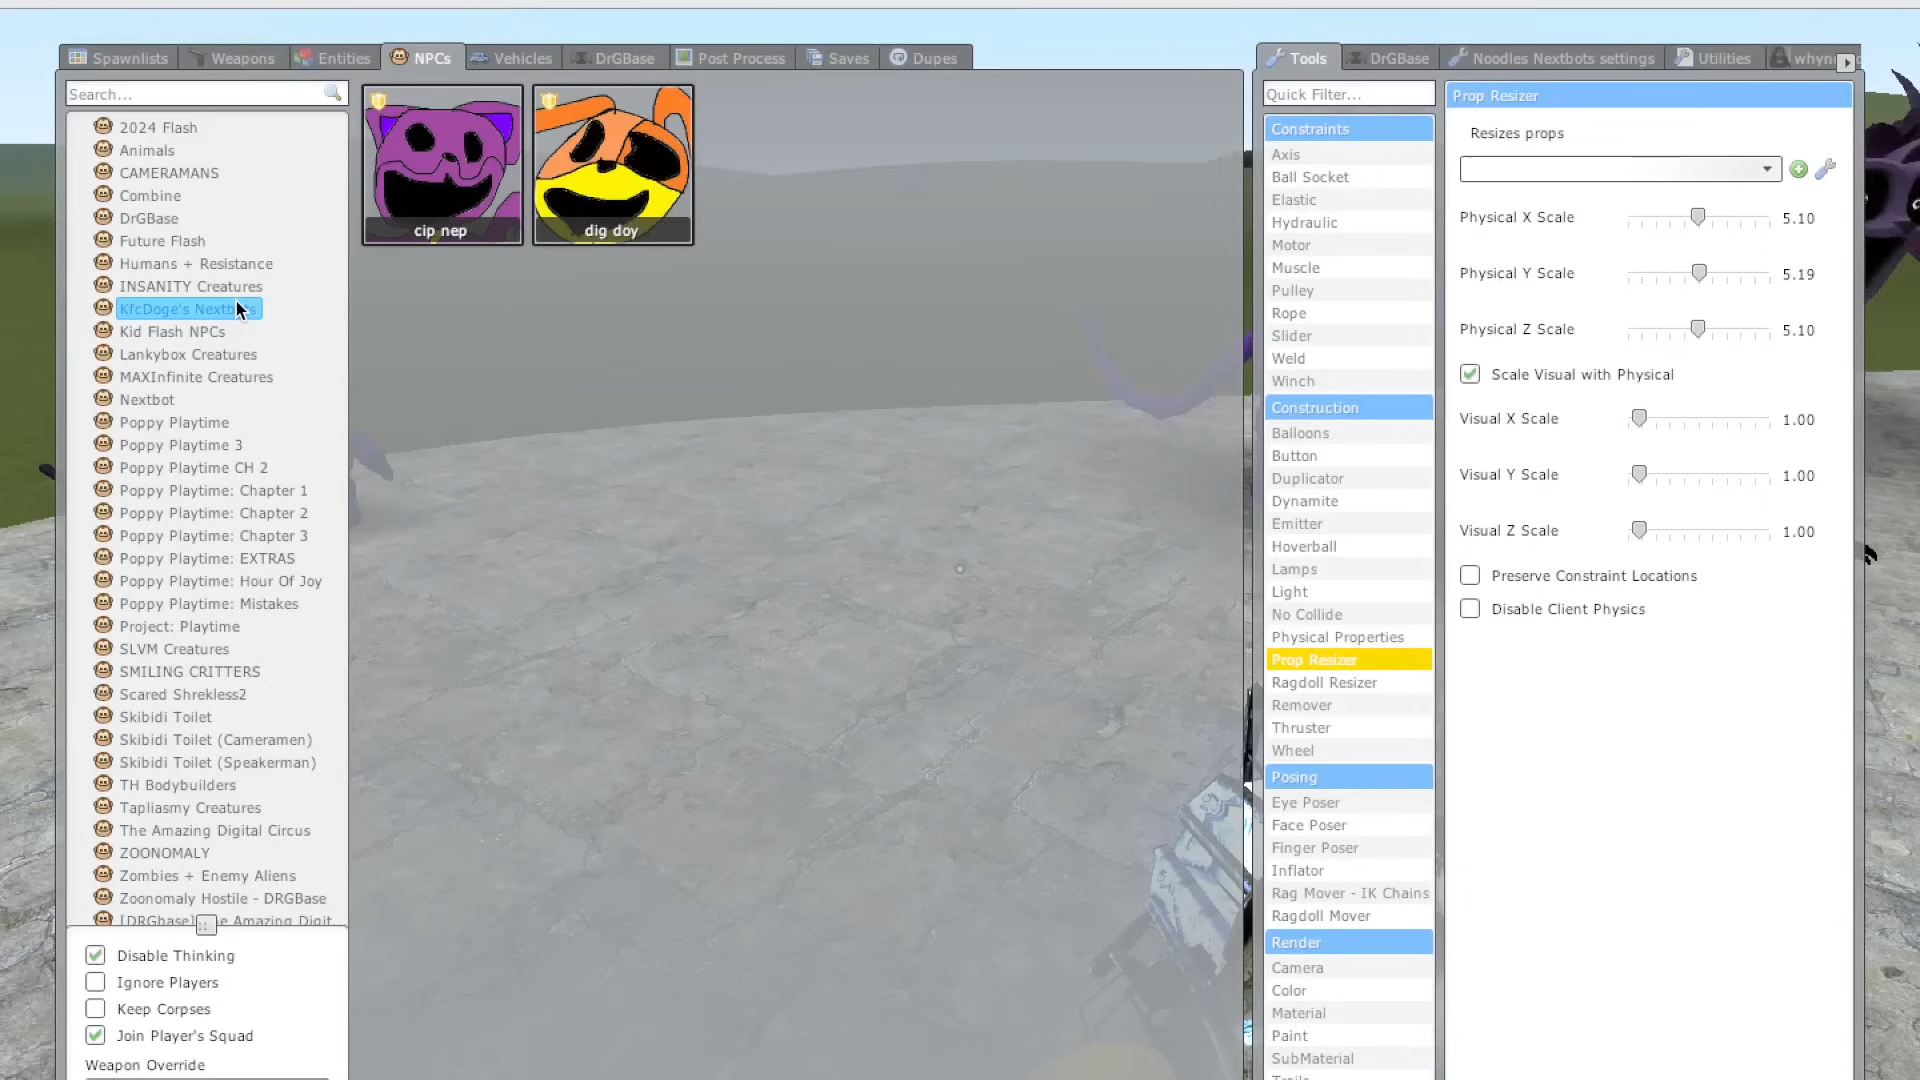 Spawnlists
Weapons
Entities
NPCs
Vehicles
DrGBase
Post Process
Saves
Dupes
Search...
2024 Flash
Animals
CAMERAMANS
Combine
DrGBase
Future Flash
Humans + Resistance
INSANITY Creatures
KfcDoge's Nextbots
Kid Flash NPCs
Lankybox Creatures
MAXInfinite Creatures
Nextbot
Poppy Playtime
Poppy Playtime 3
Poppy Playtime CH 2
Poppy Playtime: Chapter 1
Poppy Playtime: Chapter 2
Poppy Playtime: Chapter 3
Poppy Playtime: EXTRAS
Poppy Playtime: Hour Of Joy
Poppy Playtime: Mistakes
Project: Playtime
SLVM Creatures
SMILING CRITTERS
Scared Shrekless2
Skibidi Toilet
Skibidi Toilet (Cameramen)
Skibidi Toilet (Speakerman)
TH Bodybuilders
Tapliasmy Creatures
The Amazing Digital Circus
ZOONOMALY
Zombies + Enemy Aliens
Zoonomaly Hostile - DRGBase
[DRGbase] Amazing Digit
Disable Thinking
Ignore Players
Keep Corpses
Join Player's Squad
Weapon Override
cip nep
dig doy
Tools
DrGBase
Noodles Nextbots settings
Utilities
Quick Filter...
Constraints
Axis
Ball Socket
Elastic
Hydraulic
Motor
Muscle
Pulley
Rope
Slider
Weld
Winch
Construction
Balloons
Button
Duplicator
Dynamite
Emitter
Hoverball
Lamps
Light
No Collide
Physical Properties
Prop Resizer
Ragdoll Resizer
Remover
Thruster
Wheel
Posing
Eye Poser
Face Poser
Finger Poser
Inflator
Rag Mover - IK Chains
Ragdoll Mover
Render
Camera
Color
Material
Paint
SubMaterial
Prop Resizer
Resizes props
Physical X Scale 5.10
Physical Y Scale 5.19
Physical Z Scale 5.10
Scale Visual with Physical
Visual X Scale 1.00
Visual Y Scale 1.00
Visual Z Scale 1.00
Preserve Constraint Locations
Disable Client Physics